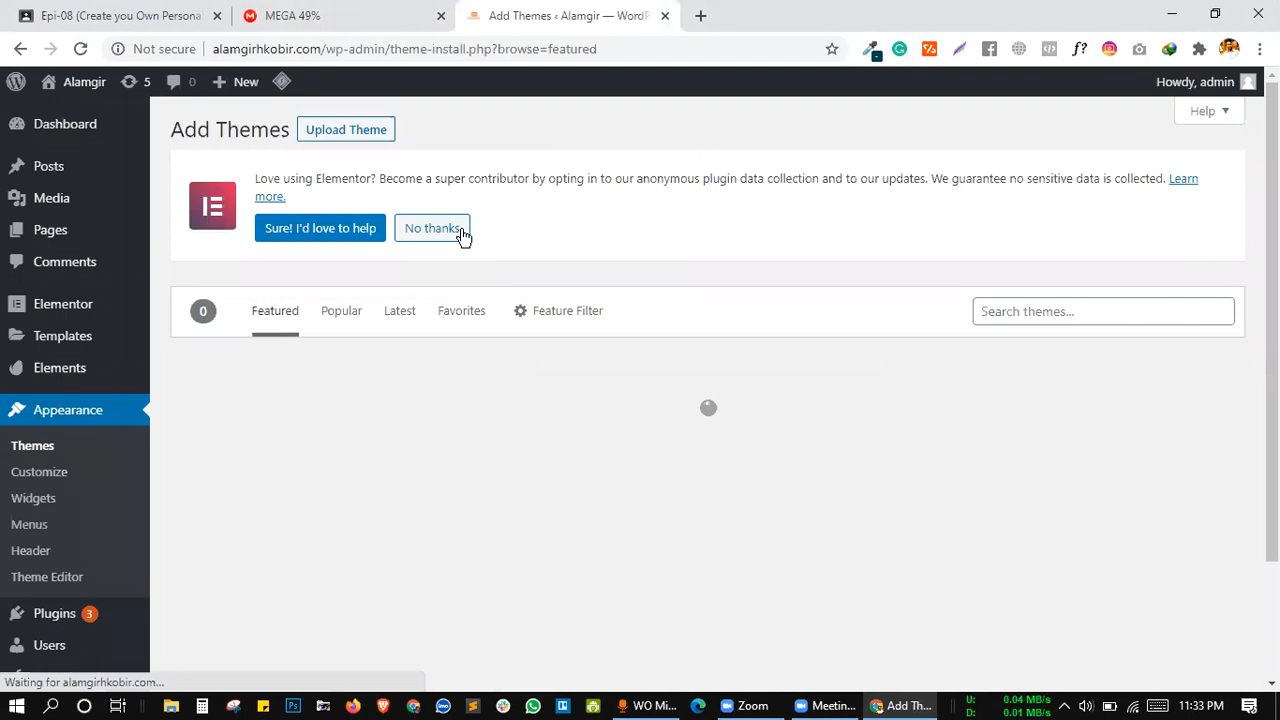 Epi-08 (Create you Own Persona
MEGA 49%
Add Themes ‹ Alamgir — WordP
Not secure
alamgirhkobir.com/wp-admin/theme-install.php?browse=featured
Alamgir
5
0
New
Howdy, admin
Dashboard
Posts
Media
Pages
Comments
Elementor
Templates
Elements
Appearance
Themes
Customize
Widgets
Menus
Header
Theme Editor
Plugins 3
Users
Help
Add Themes
Upload Theme
Love using Elementor? Become a super contributor by opting in to our anonymous plugin data collection and to our updates. We guarantee no sensitive data is collected. Learn
more.
Sure! I'd love to help
No thanks
0
Featured
Popular
Latest
Favorites
Feature Filter
Search themes...
Waiting for alamgirhkobir.com...
WO Mi...
Zoom
Meetin...
Add Th...
U: 0.04 MB/s
D: 0.01 MB/s
11:33 PM